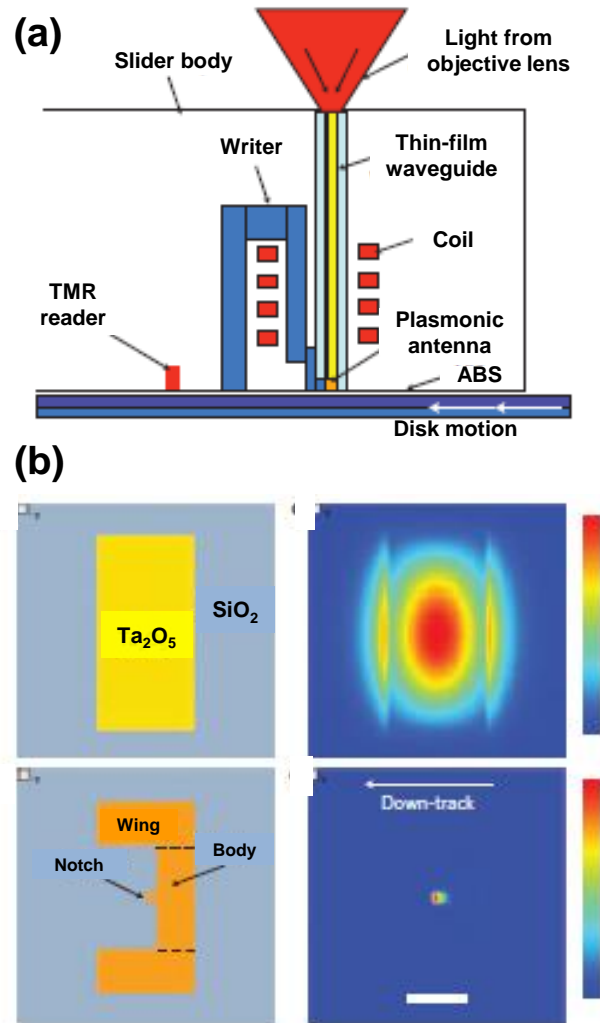 (a)
Light from
objective lens
Slider body
Thin-film
waveguide
Writer
Coil
TMR
reader
Plasmonic
antenna
ABS
Disk motion
(b)
SiO₂
Ta₂O₅
Wing
Body
Notch
Down-track